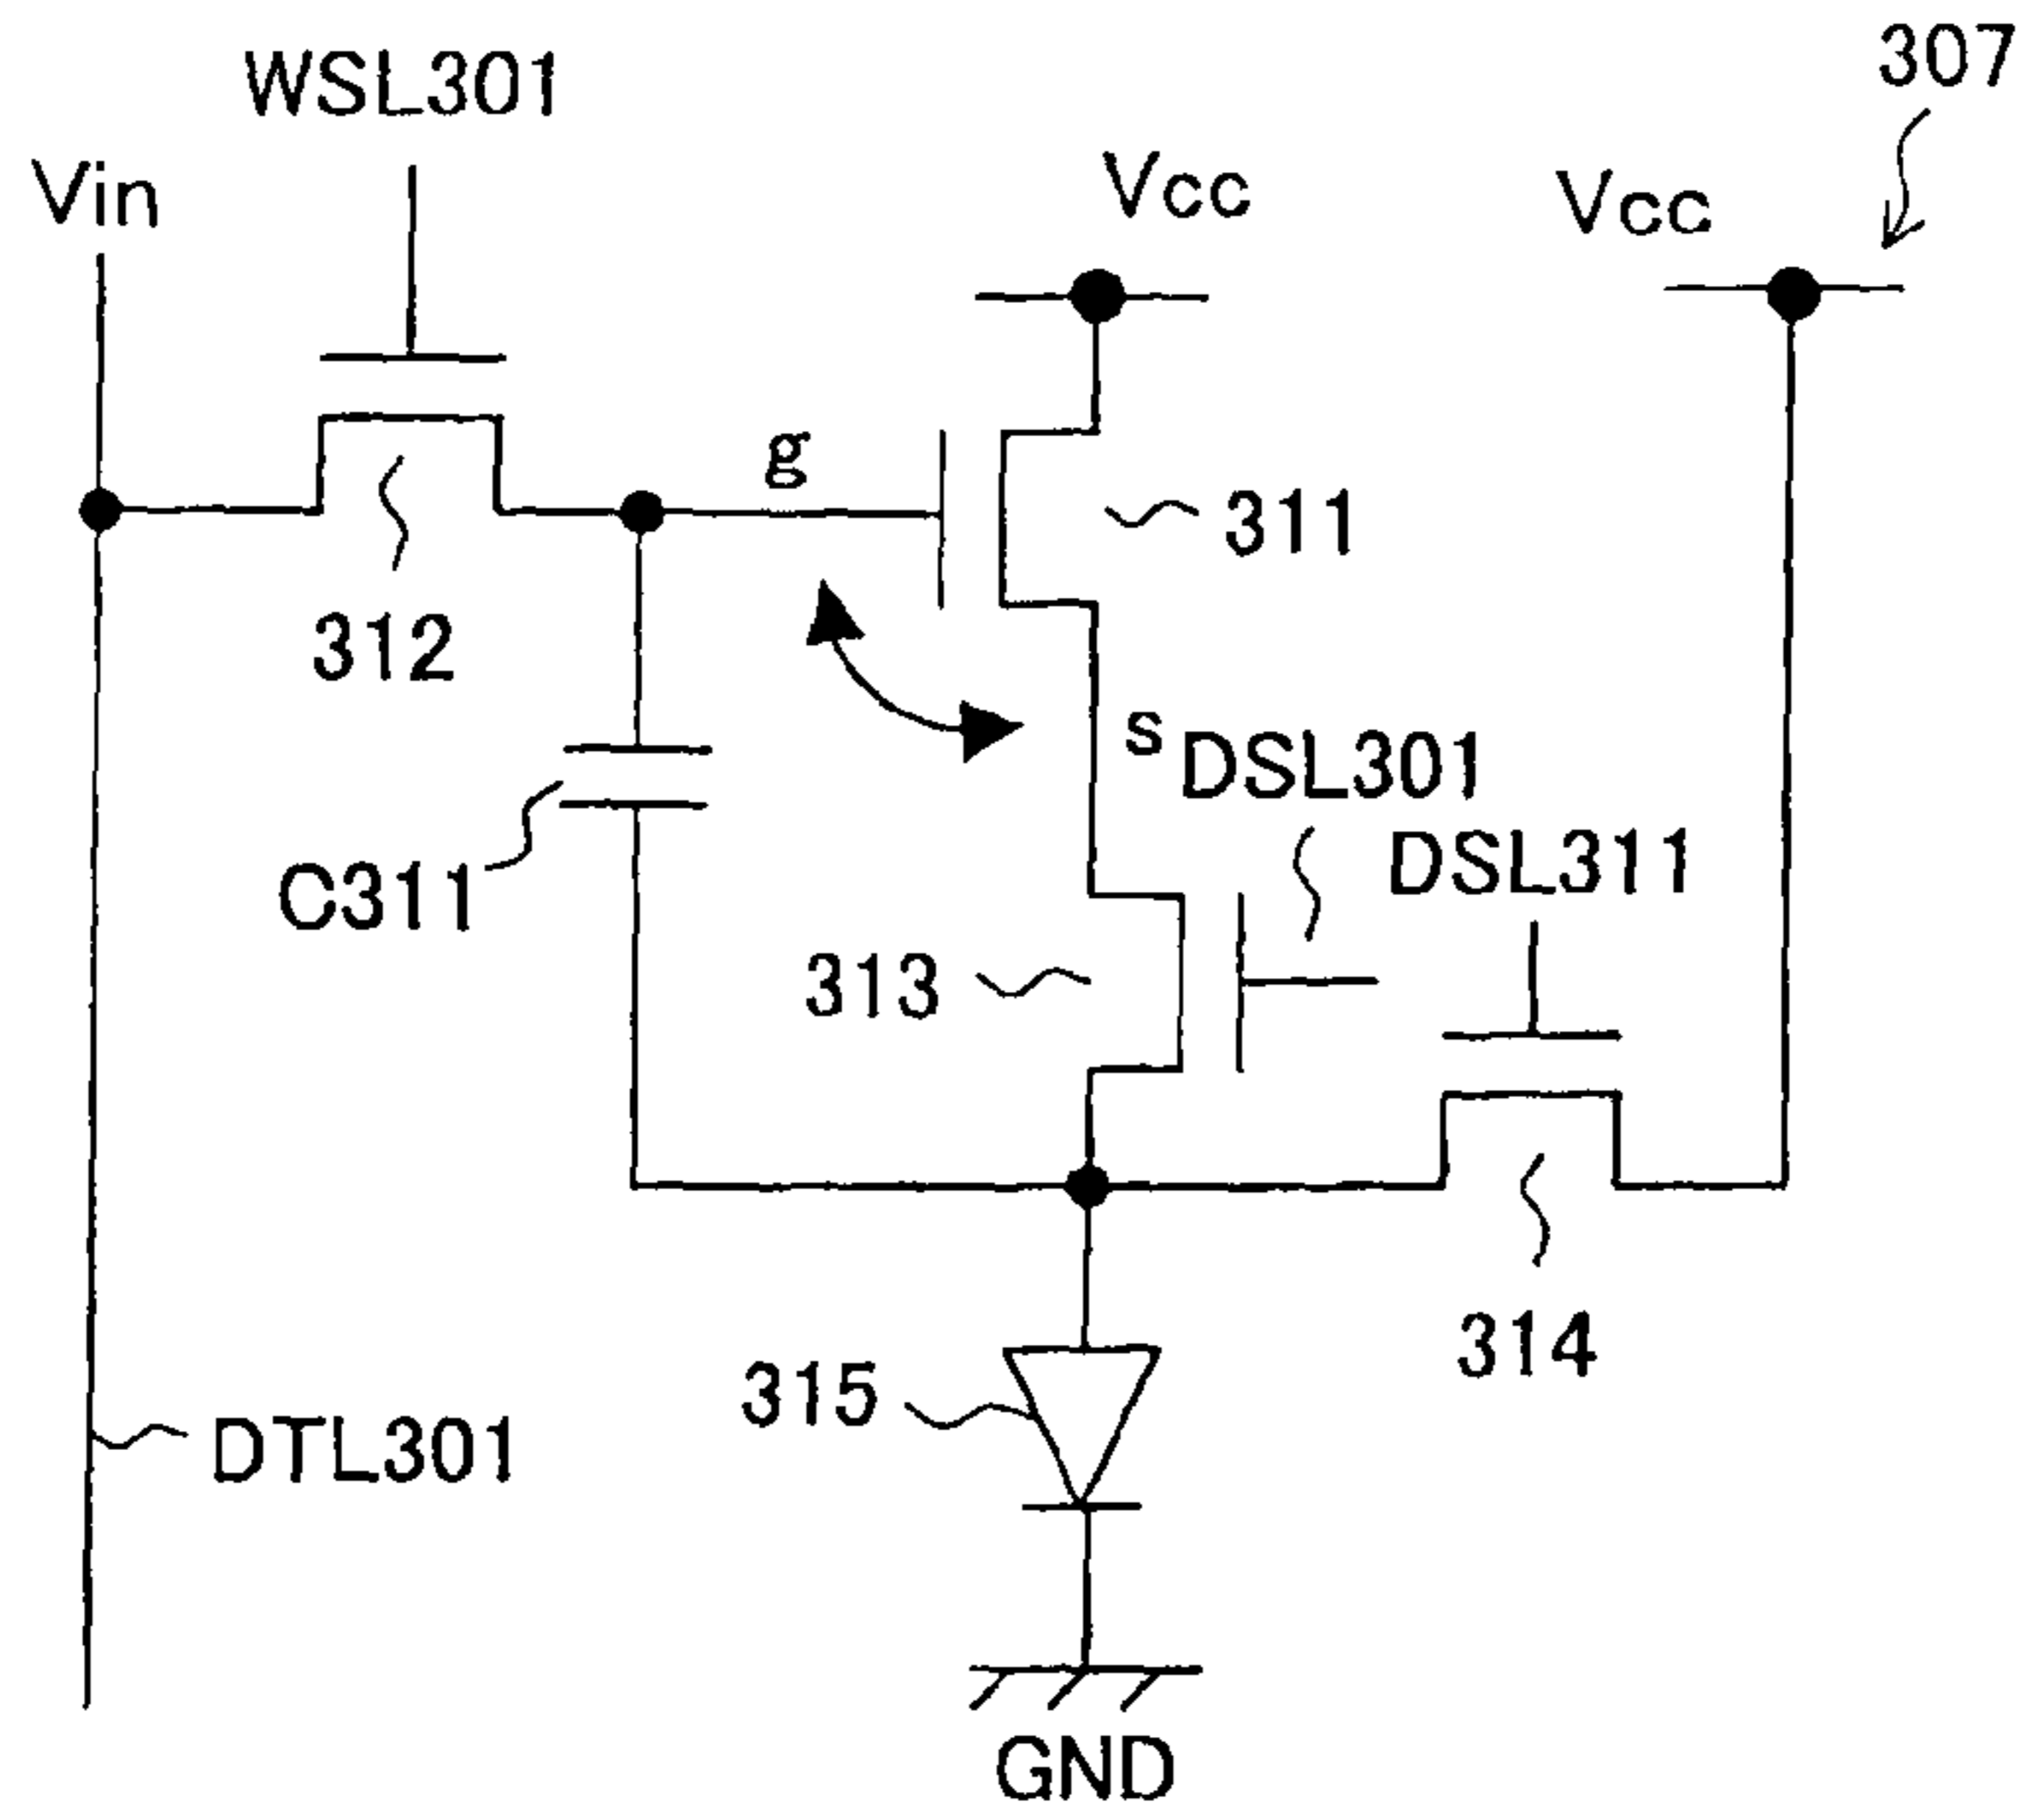 307
WSL301
Vin
Vcc
Vcc
g
311
312
s
DSL301
DSL311
C311
313
314
315
DTL301
GND